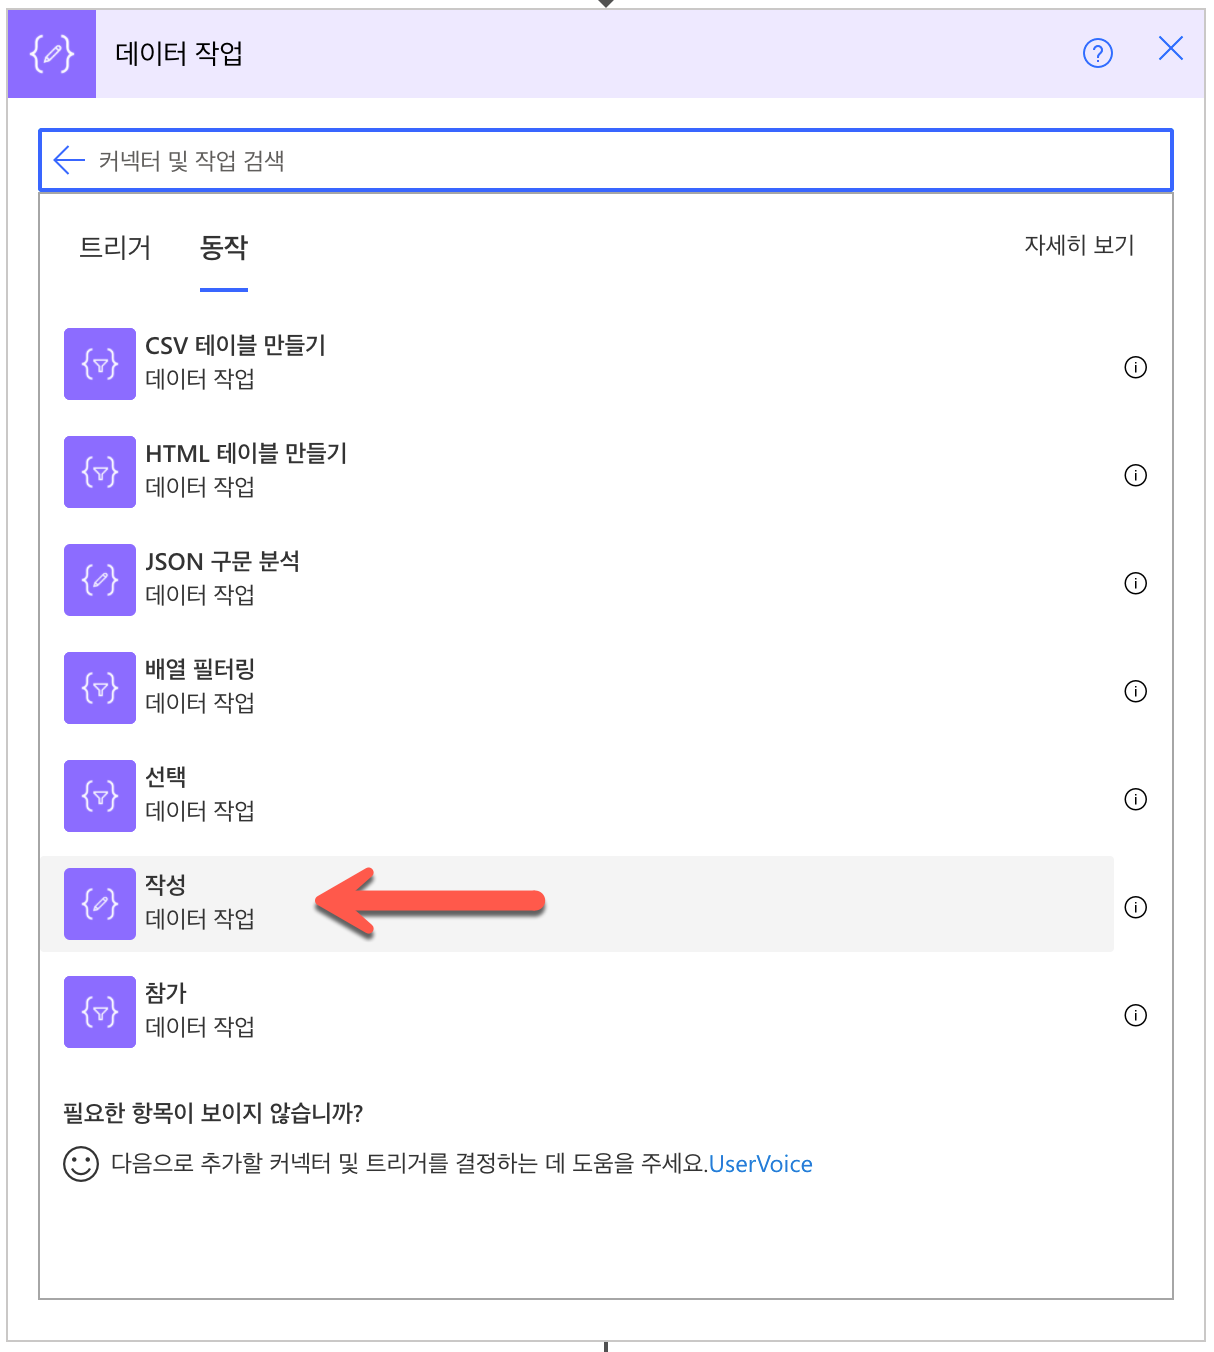 데이터 작업
커넥터 및 작업 검색
트리거 동작 자세히 보기
CSV 테이블 만들기
데이터 작업
HTML 테이블 만들기
데이터 작업
JSON 구문 분석
데이터 작업
배열 필터링
데이터 작업
선택
데이터 작업
작성
데이터 작업
참가
데이터 작업
필요한 항목이 보이지 않습니까?
다음으로 추가할 커넥터 및 트리거를 결정하는 데 도움을 주세요.UserVoice